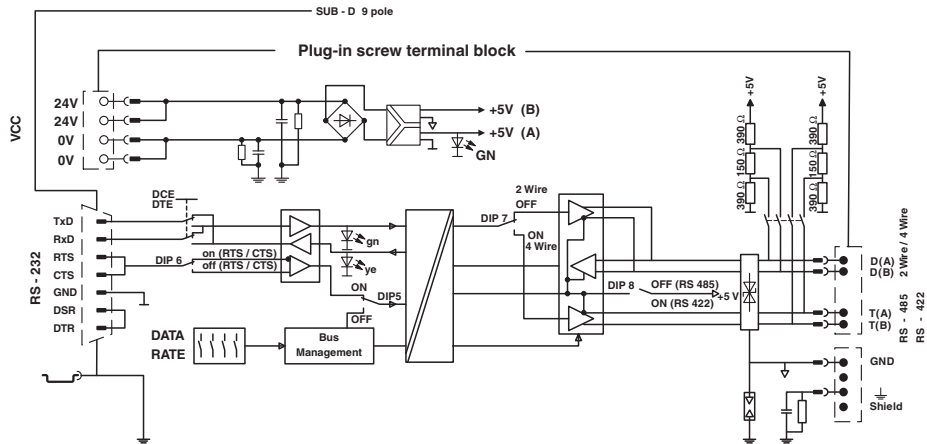 SUB - D 9 pole
Plug-in screw terminal block
VCC
24V
24V
0V
0V
+5V (B)
+5V (A)
GN
+5V
+5V
390 Ω
150 Ω
390 Ω
390 Ω
150 Ω
390 Ω
DCE
DTE
RS - 232
TxD
RxD
RTS
CTS
GND
DSR
DTR
DIP 6
on (RTS / CTS)
off (RTS / CTS)
gn
ye
ON
DIP5
OFF
DATA
RATE
Bus
Management
2 Wire
OFF
DIP 7
ON
4 Wire
DIP 8
OFF (RS 485)
+5 V
ON (RS 422)
D(A)
D(B)
2 Wire / 4 Wire
T(A)
T(B)
RS - 485
RS - 422
GND
Shield